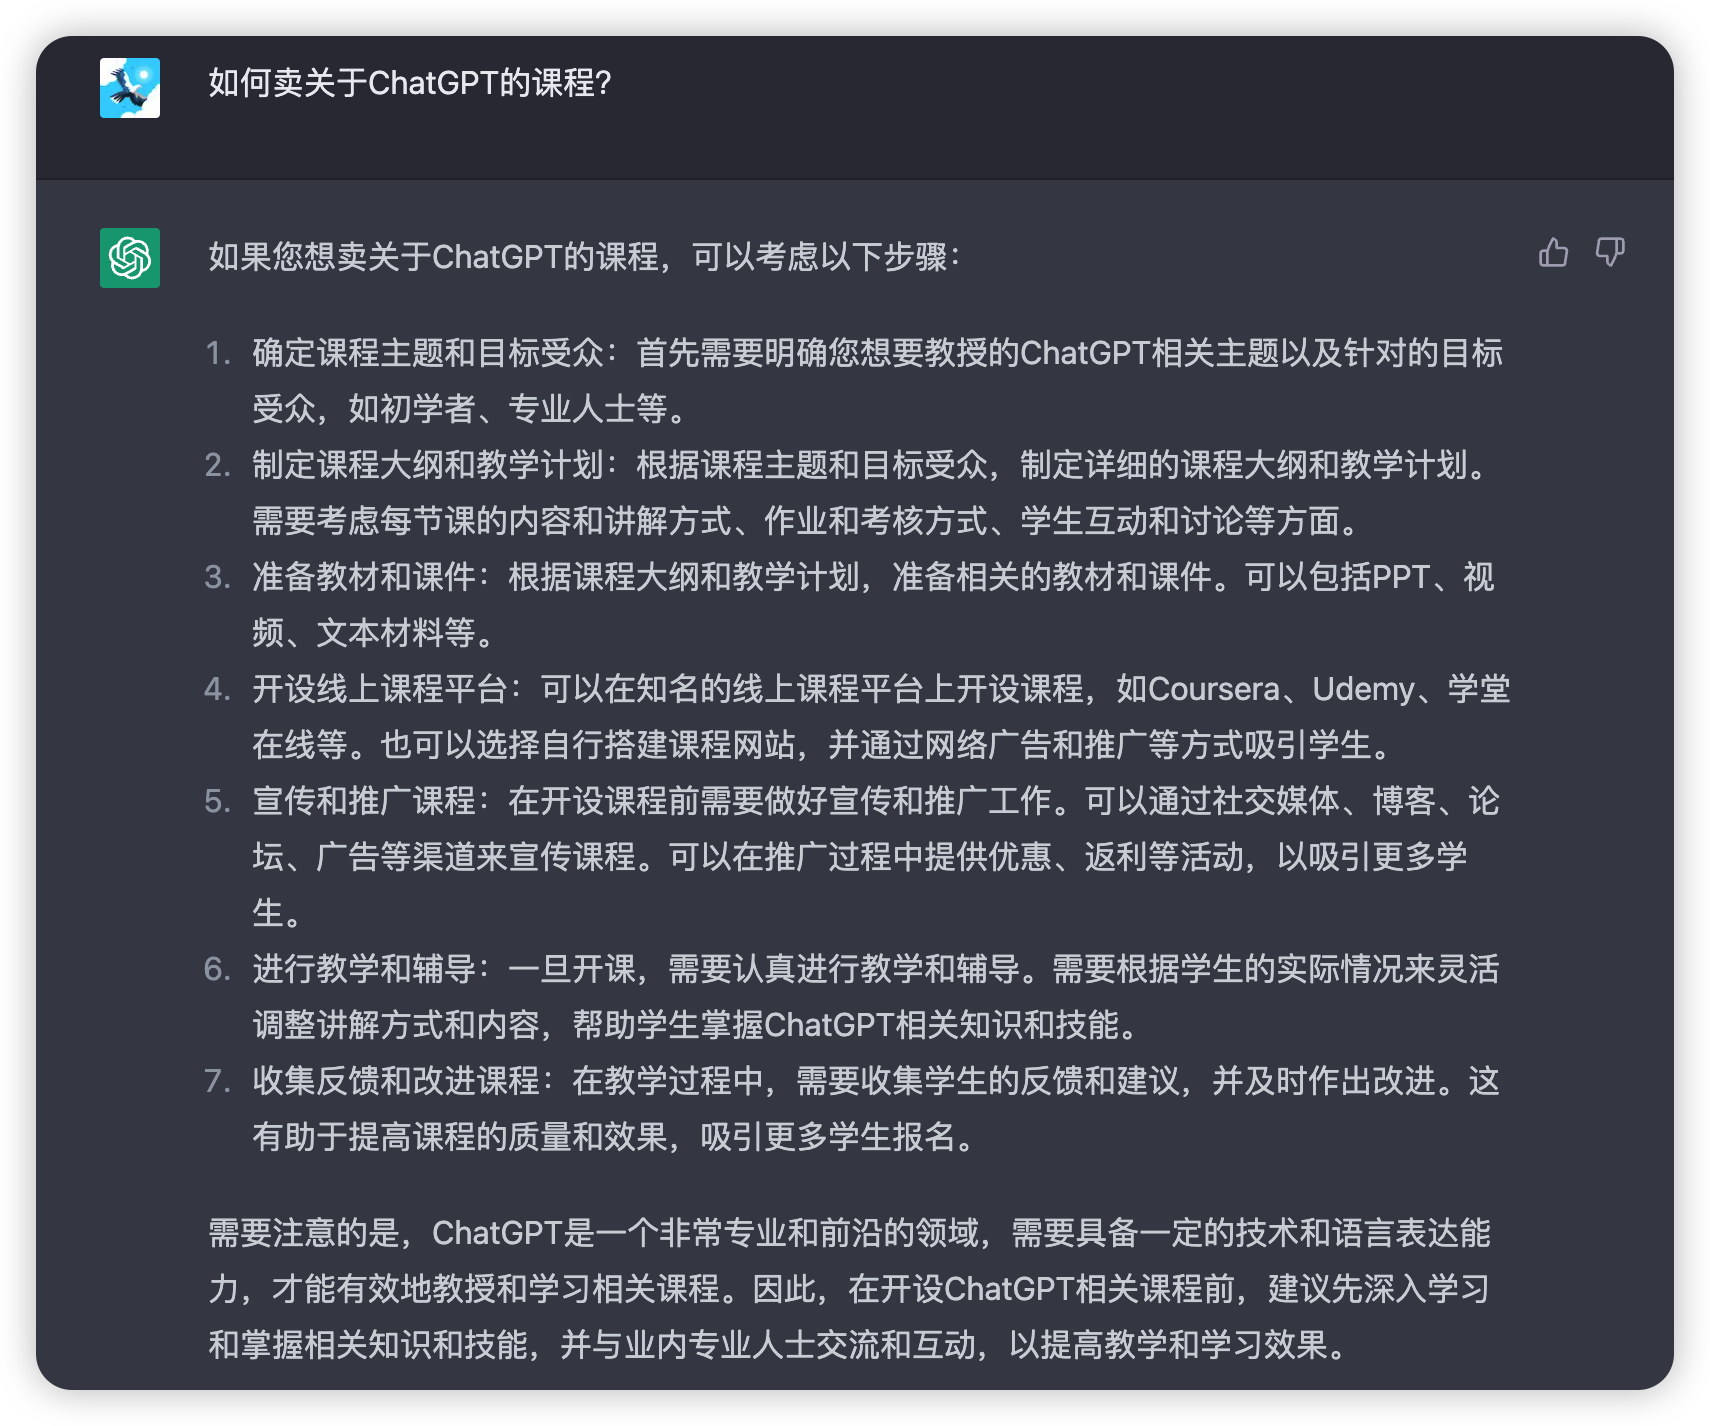 如何卖关于ChatGPT的课程?
如果您想卖关于ChatGPT的课程，可以考虑以下步骤：
1. 确定课程主题和目标受众：首先需要明确您想要教授的ChatGPT相关主题以及针对的目标
受众，如初学者、专业人士等。
2. 制定课程大纲和教学计划：根据课程主题和目标受众，制定详细的课程大纲和教学计划。
需要考虑每节课的内容和讲解方式、作业和考核方式、学生互动和讨论等方面。
3. 准备教材和课件：根据课程大纲和教学计划，准备相关的教材和课件。可以包括PPT、视
频、文本材料等。
4. 开设线上课程平台：可以在知名的线上课程平台上开设课程，如Coursera、Udemy、学堂
在线等。也可以选择自行搭建课程网站，并通过网络广告和推广等方式吸引学生。
5. 宣传和推广课程：在开设课程前需要做好宣传和推广工作。可以通过社交媒体、博客、论
坛、广告等渠道来宣传课程。可以在推广过程中提供优惠、返利等活动，以吸引更多学
生。
6. 进行教学和辅导：一旦开课，需要认真进行教学和辅导。需要根据学生的实际情况来灵活
调整讲解方式和内容，帮助学生掌握ChatGPT相关知识和技能。
7. 收集反馈和改进课程：在教学过程中，需要收集学生的反馈和建议，并及时作出改进。这
有助于提高课程的质量和效果，吸引更多学生报名。
需要注意的是，ChatGPT是一个非常专业和前沿的领域，需要具备一定的技术和语言表达能
力，才能有效地教授和学习相关课程。因此，在开设ChatGPT相关课程前，建议先深入学习
和掌握相关知识和技能，并与业内专业人士交流和互动，以提高教学和学习效果。